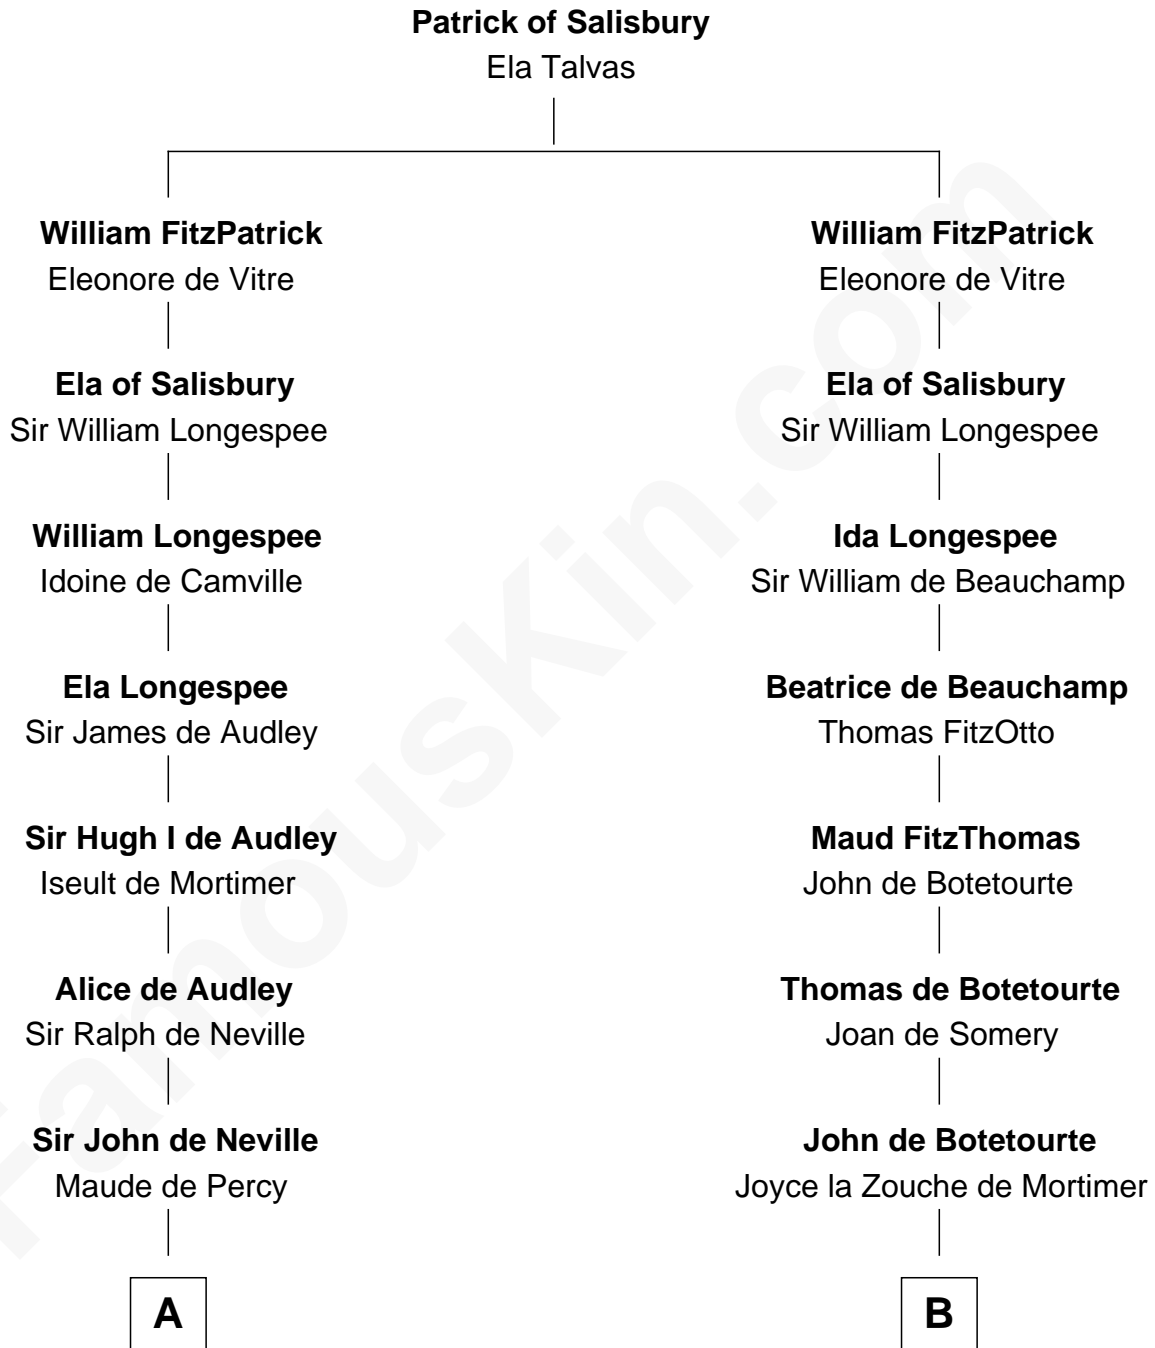 Patrick of Salisbury
Ela Talvas
William FitzPatrick
Eleonore de Vitre
William FitzPatrick
Eleonore de Vitre
Ela of Salisbury
Sir William Longespee
Ela of Salisbury
Sir William Longespee
William Longespee
Idoine de Camville
Ida Longespee
Sir William de Beauchamp
Ela Longespee
Sir James de Audley
Beatrice de Beauchamp
Thomas FitzOtto
Sir Hugh I de Audley
Iseult de Mortimer
Maud FitzThomas
John de Botetourte
Alice de Audley
Sir Ralph de Neville
Thomas de Botetourte
Joan de Somery
Sir John de Neville
Maude de Percy
John de Botetourte
Joyce la Zouche de Mortimer
A
B
FamousKin.com